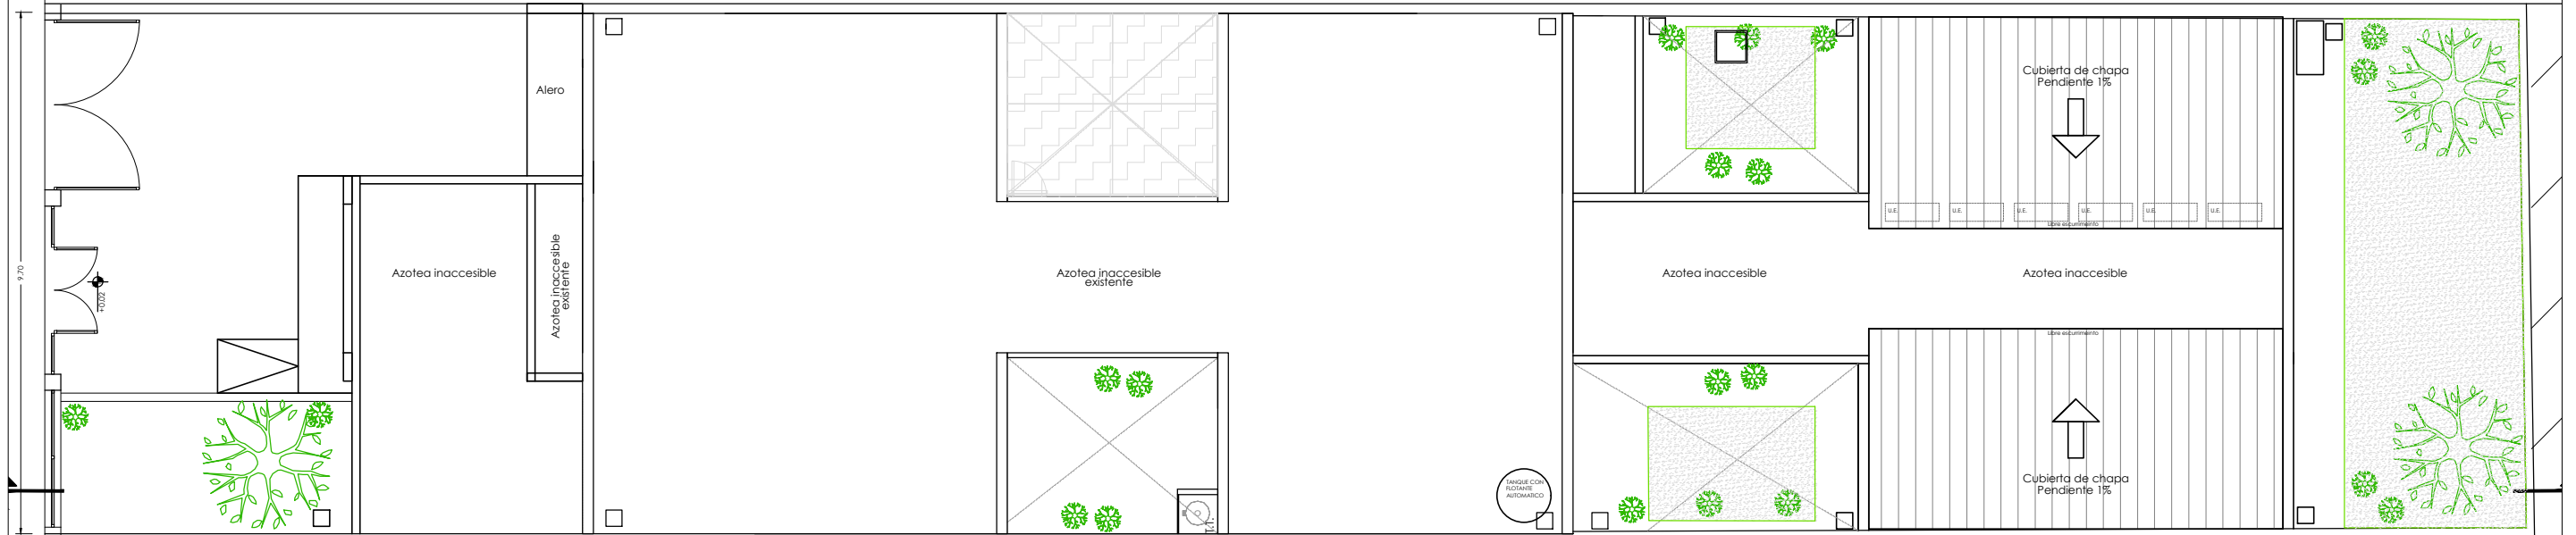 9.70
+0.02
Alero
Azotea inaccesible
Azotea inaccesible
existente
Azotea inaccesible
existente
TANQUE CON
FLOTANTE
AUTOMATICO
Azotea inaccesible
Cubierta de chapa
Pendiente 1%
U.E.
U.E.
U.E.
U.E.
U.E.
U.E.
Libre escurrimiento
Azotea inaccesible
Libre escurrimiento
Cubierta de chapa
Pendiente 1%